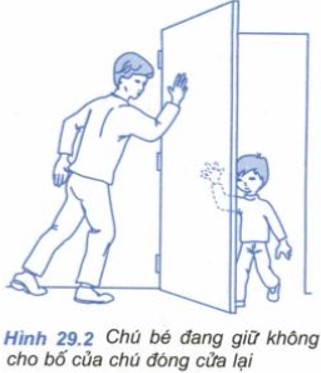 Hình 29.2 Chú bé đang giữ không
cho bố của chú đóng cửa lại